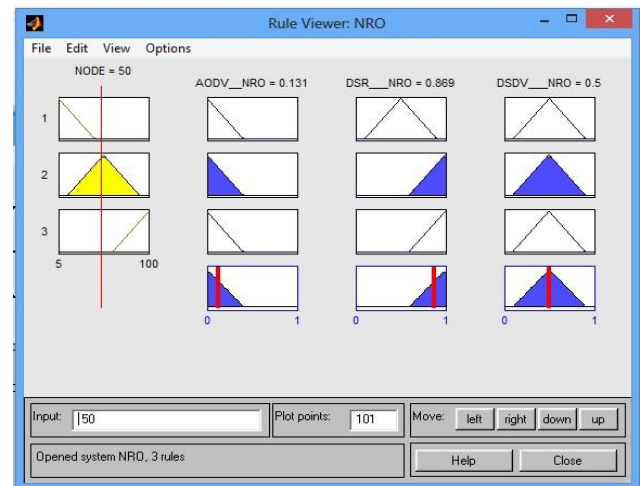 Rule Viewer: NRO
File Edit View Options
NODE = 50
AODV__NRO = 0.131
DSR___NRO = 0.869
DSDV___NRO = 0.5
1
2
3
5 100
0 1
0 1
0 1
Input: 50
Plot points: 101
Move: left right down up
Opened system NRO, 3 rules
Help Close